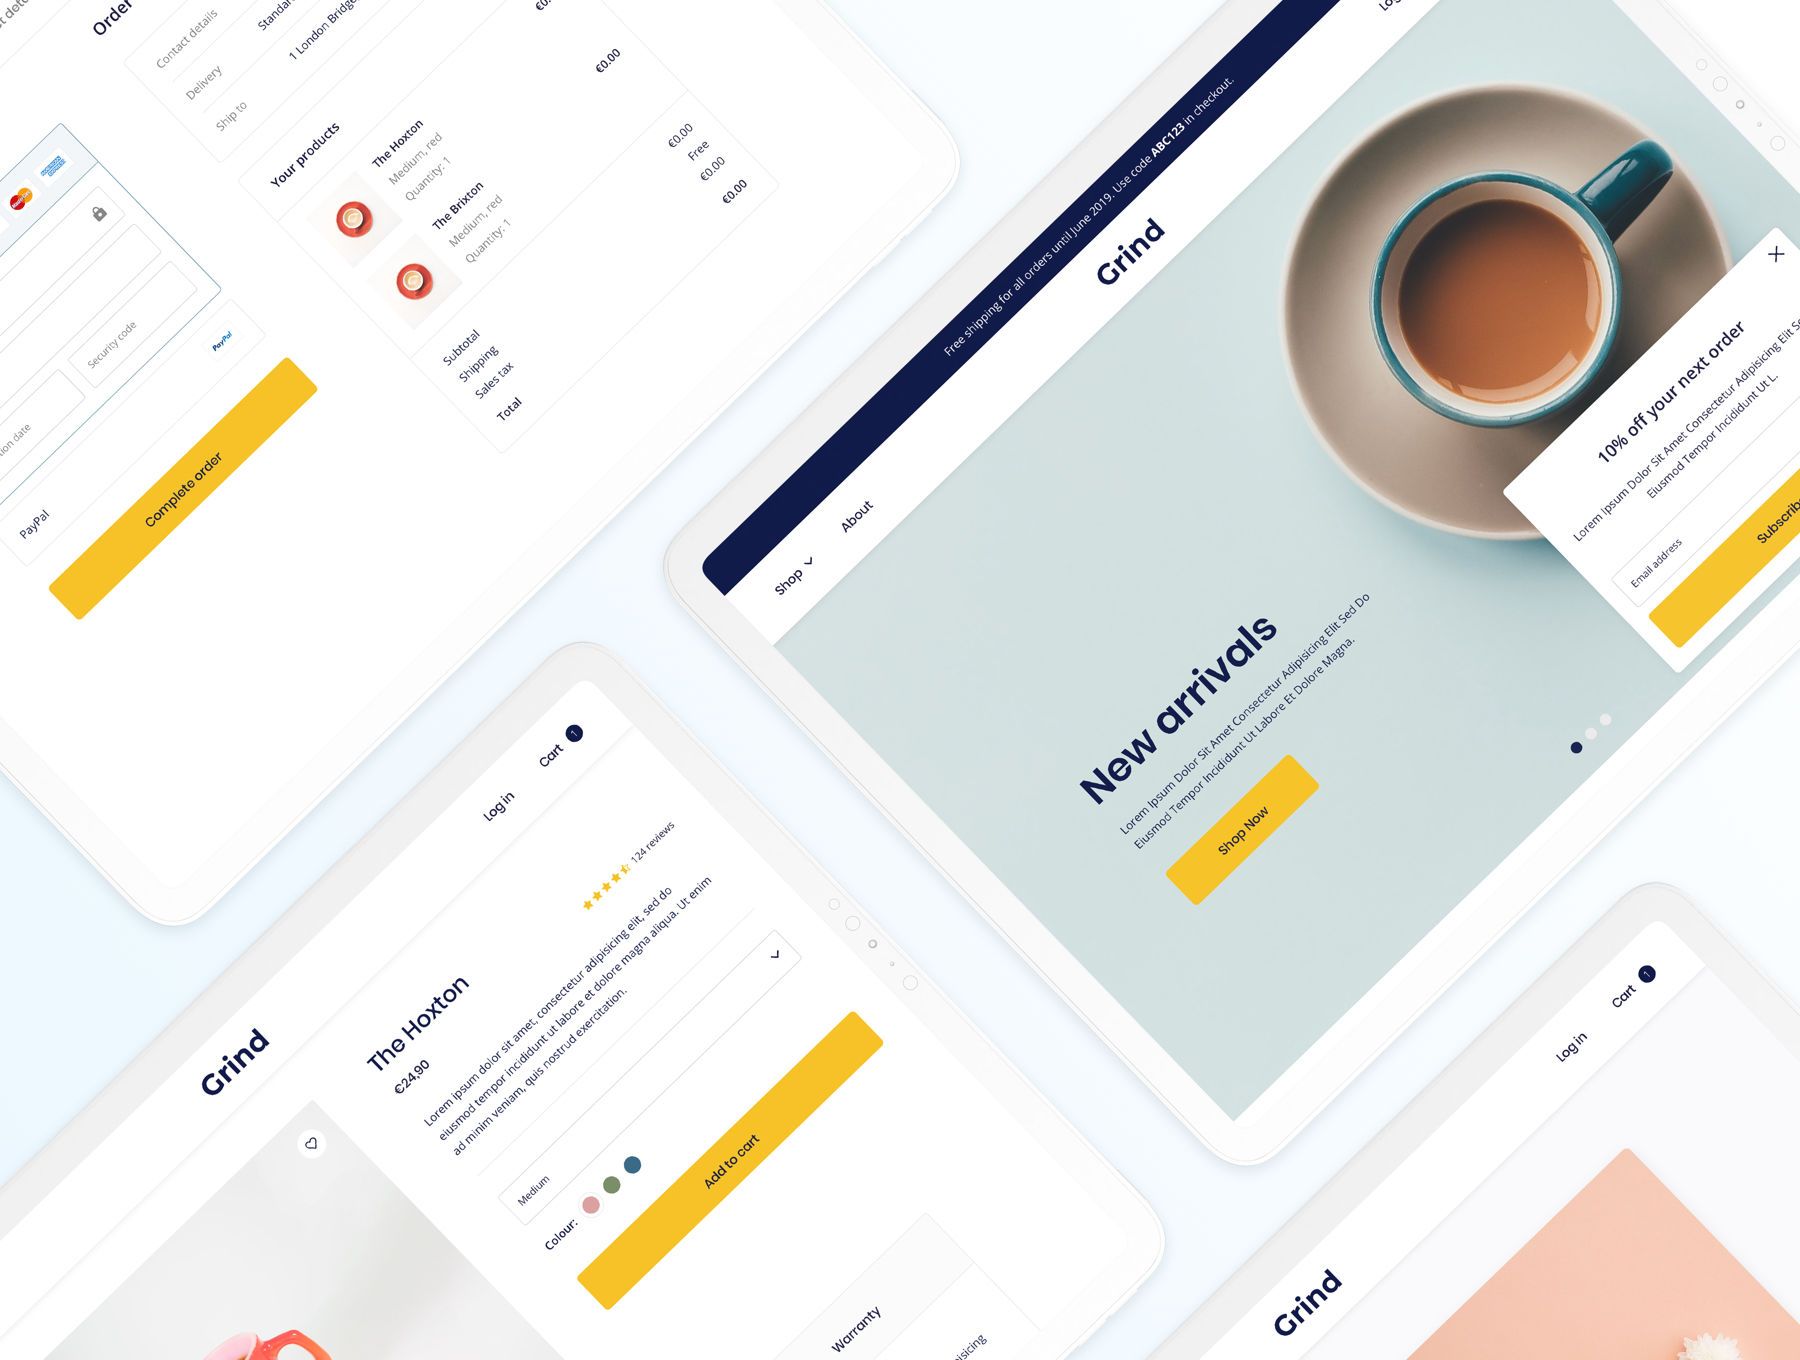 Order
Contact details
Delivery
Ship to
1 London Bridge
€0.00
Your products
The Hoxton
Medium, red
Quantity: 1
The Brixton
Medium, red
Quantity: 1
Subtotal
€0.00
Shipping
Free
Sales tax
€0.00
Total
€0.00
Security code
PayPal
PayPal
Complete order
Free shipping for all orders until June 2019. Use code ABC123 in checkout.
Shop
About
Grind
New arrivals
Lorem Ipsum Dolor Sit Amet Consectetur Adipisicing Elit Sed Do
Eiusmod Tempor Incididunt Ut Labore Et Dolore Magna.
Shop Now
10% off your next order
Lorem Ipsum Dolor Sit Amet Consectetur Adipisicing Elit
Eiusmod Tempor Incididunt Ut L.
Email address
Subscribe
Grind
Log in
Cart 1
The Hoxton
€24,90
124 reviews
Lorem ipsum dolor sit amet, consectetur adipisicing elit, sed do
eiusmod tempor incididunt ut labore et dolore magna aliqua. Ut enim
ad minim veniam, quis nostrud exercitation.
Medium
Colour:
Add to cart
Warranty
Grind
Log in
Cart 1